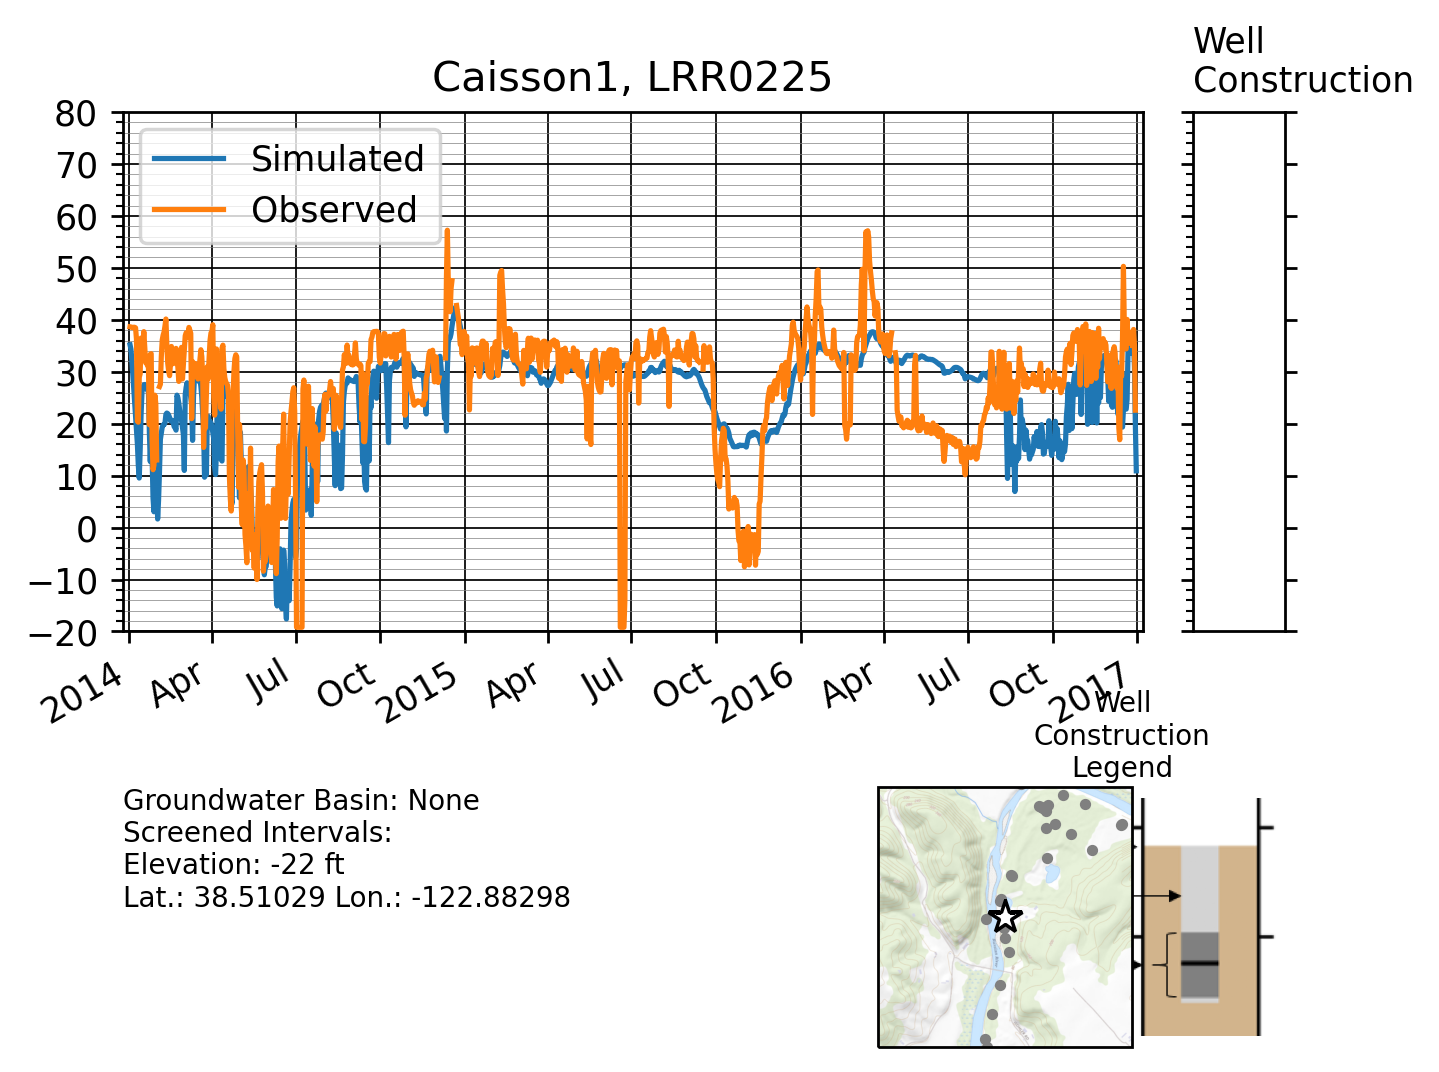 Well
Construction
Caisson1, LRR0225
80
70
60
50
40
30
20
10
0
−10
−20
Simulated
Observed
2014
Apr
Jul
Oct
2015
Apr
Jul
Oct
2016
Apr
Jul
Oct
2017
Well
Construction
Legend
Groundwater Basin: None
Screened Intervals:
Elevation: -22 ft
Lat.: 38.51029 Lon.: -122.88298